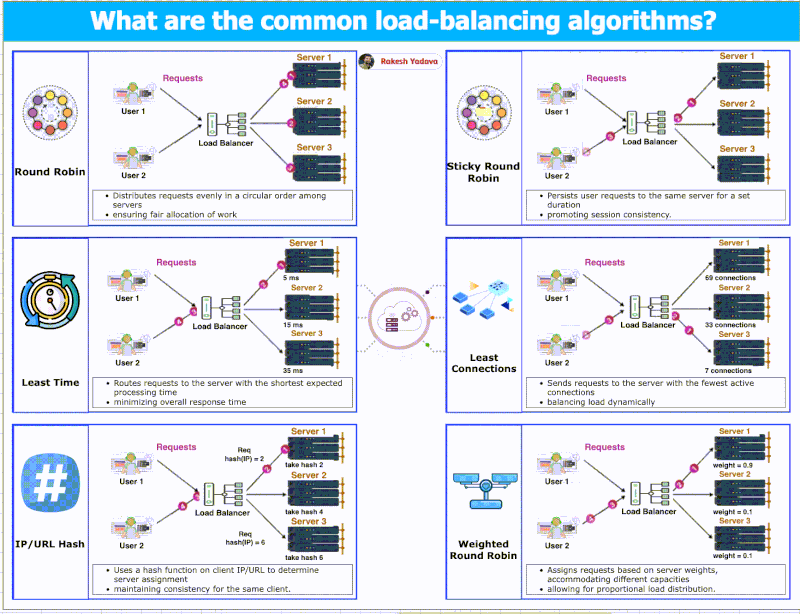 What are the common load-balancing algorithms?
Rakesh Yadava
Round Robin
Requests
User 1
User 2
Load Balancer
Server 1
Server 2
Server 3
• Distributes requests evenly in a circular order among
servers
• ensuring fair allocation of work
Sticky Round
Robin
Requests
User 1
User 2
Load Balancer
Server 1
Server 2
Server 3
• Persists user requests to the same server for a set
duration
• promoting session consistency.
Least Time
Requests
User 1
User 2
Load Balancer
Server 1
5 ms
Server 2
15 ms
Server 3
35 ms
• Routes requests to the server with the shortest expected
processing time
• minimizing overall response time
Least
Connections
Requests
User 1
User 2
Load Balancer
Server 1
69 connections
Server 2
33 connections
Server 3
7 connections
• Sends requests to the server with the fewest active
connections
• balancing load dynamically
#
IP/URL Hash
Requests
User 1
User 2
Load Balancer
Req
hash(IP) = 2
Server 1
take hash 2
Server 2
take hash 4
Req
hash(IP) = 6
Server 3
take hash 6
• Uses a hash function on client IP/URL to determine
server assignment
• maintaining consistency for the same client.
Weighted
Round Robin
Requests
User 1
User 2
Load Balancer
Server 1
weight = 0.9
Server 2
weight = 0.1
Server 3
weight = 0.1
• Assigns requests based on server weights,
accommodating different capacities
• allowing for proportional load distribution.